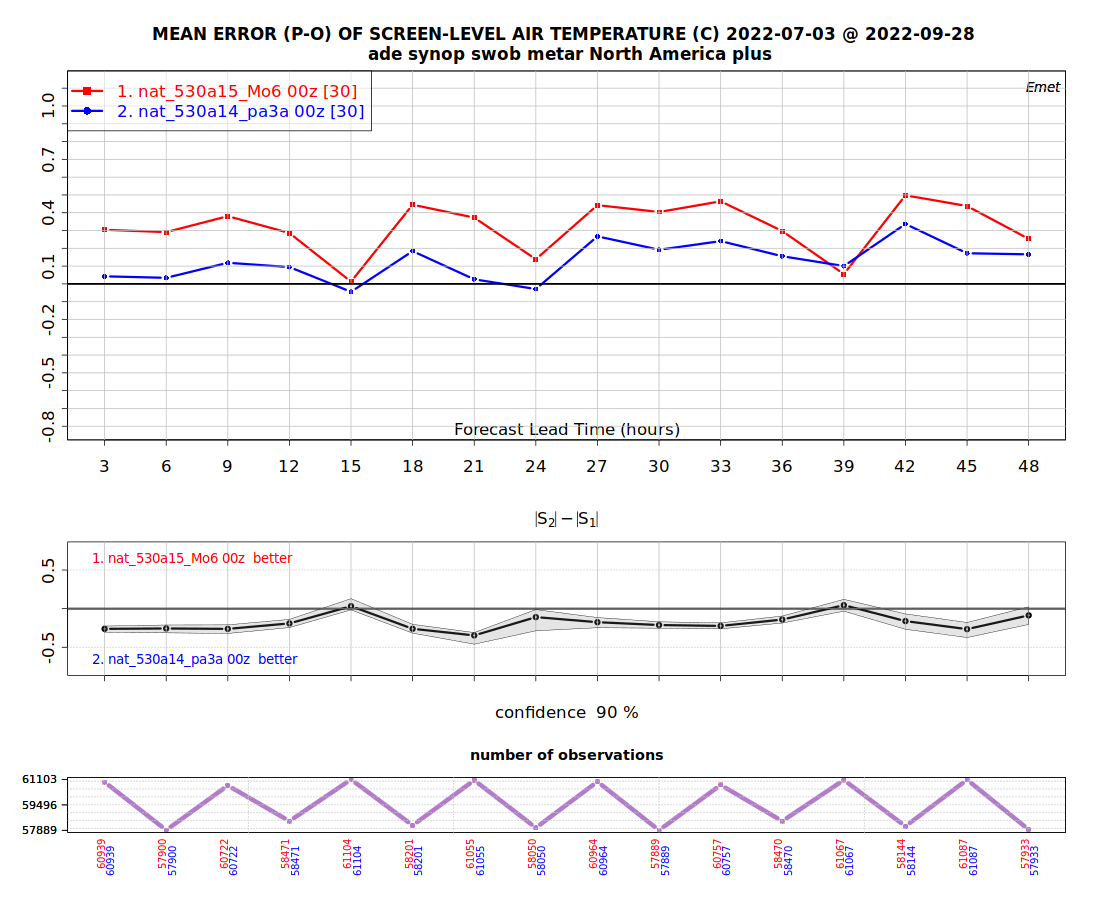 MEAN ERROR (P-O) OF SCREEN-LEVEL AIR TEMPERATURE (C) 2022-07-03 @ 2022-09-28
ade synop swob metar North America plus
1. nat_530a15_Mo6 00z [30]
2. nat_530a14_pa3a 00z [30]
Emet
1.0
0.7
0.4
0.1
-0.2
-0.5
-0.8
Forecast Lead Time (hours)
3 6 9 12 15 18 21 24 27 30 33 36 39 42 45 48
|S2| − |S1|
1. nat_530a15_Mo6 00z better
0.5
-0.5
2. nat_530a14_pa3a 00z better
confidence 90 %
number of observations
61103
59496
57889
60939 57900 60722 58471 61104 58201 61055 58050 60964 57889 60757 58470 61067 58144 61087 57933
60939 57900 60722 58471 61104 58201 61055 58050 60964 57889 60757 58470 61067 58144 61087 57933